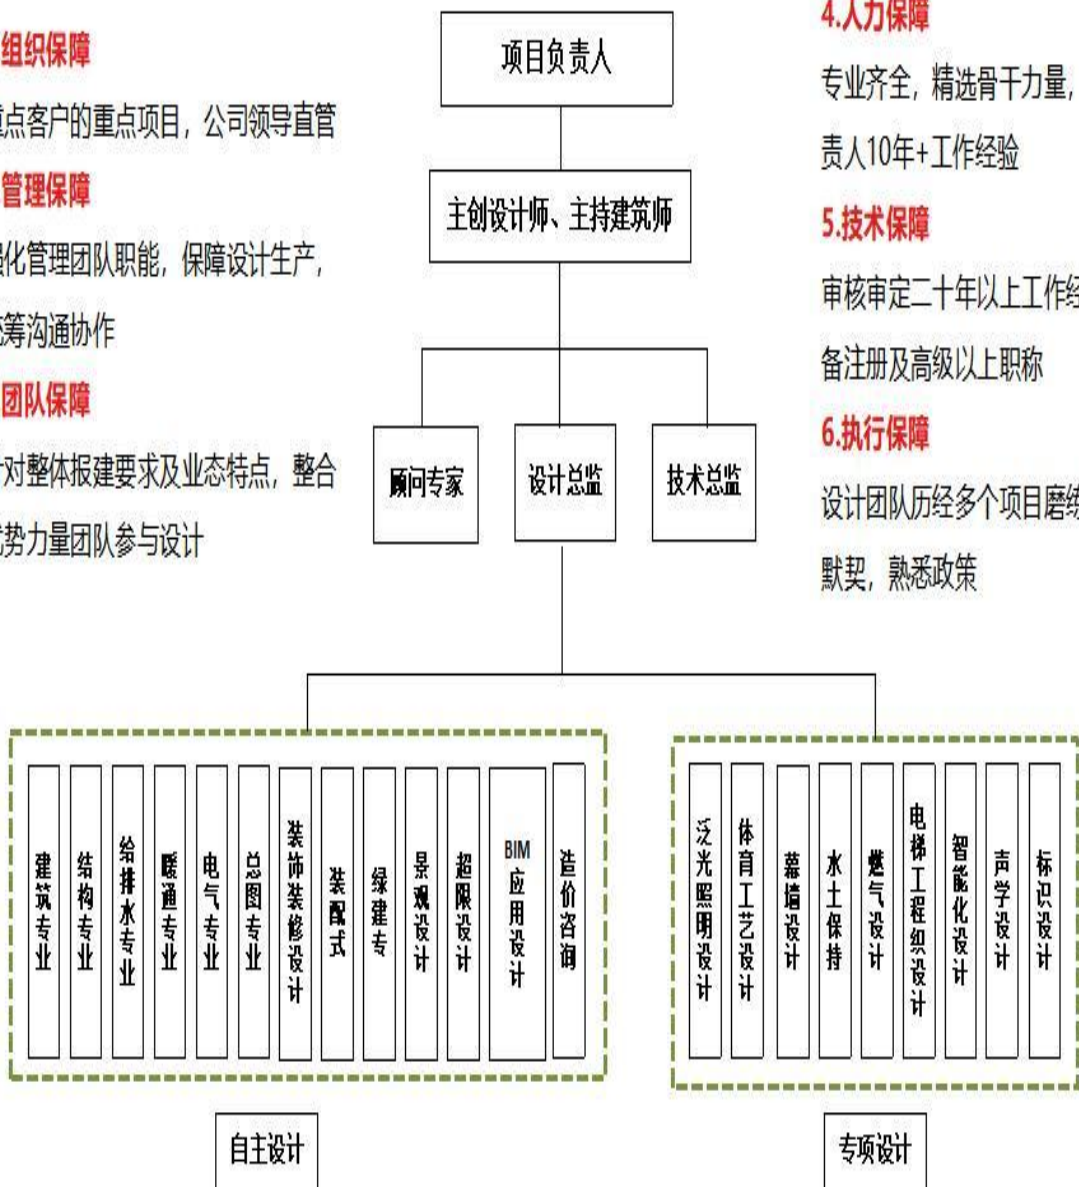 组织保障
重点客户的重点项目，公司领导直管
管理保障
强化管理团队职能，保障设计生产，
统筹沟通协作
团队保障
针对整体报建要求及业态特点，整合
优势力量团队参与设计
项目负责人
主创设计师、主持建筑师
顾问专家
设计总监
技术总监
4.人力保障
专业齐全，精选骨干力量，
责人10年+工作经验
5.技术保障
审核审定二十年以上工作经
备注册及高级以上职称
6.执行保障
设计团队历经多个项目磨练
默契，熟悉政策
建筑专业
结构专业
给排水专业
暖通专业
电气专业
总图专业
装饰装修设计
装配式
绿建专
景观设计
超限设计
BIM应用设计
造价咨询
泛光照明设计
体育工艺设计
幕墙设计
水土保持
燃气设计
电梯工程组设计
智能化设计
声学设计
标识设计
自主设计
专项设计